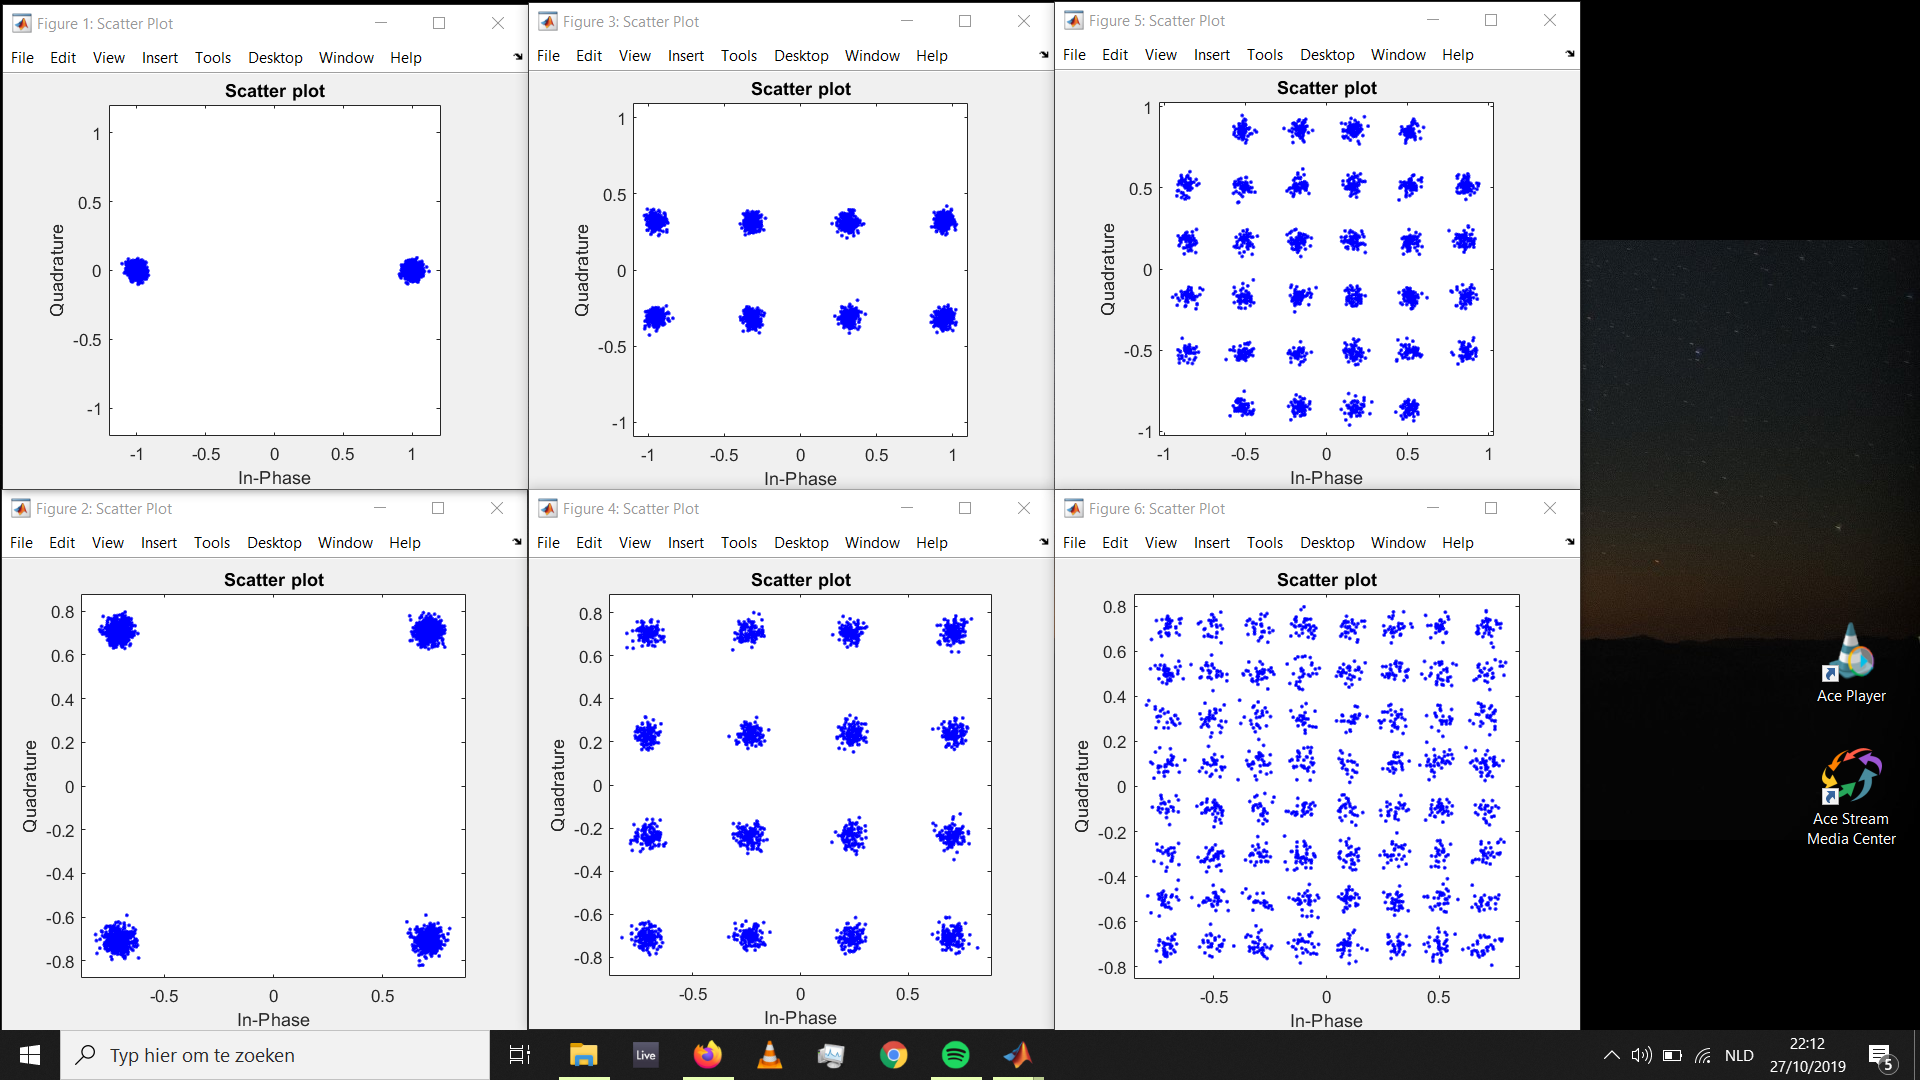 Figure 1: Scatter Plot
File Edit View Insert Tools Desktop Window Help
Scatter plot
1
0.5
0
-0.5
-1
Quadrature
-1 -0.5 0 0.5 1
In-Phase
Figure 3: Scatter Plot
File Edit View Insert Tools Desktop Window Help
Scatter plot
1
0.5
0
-0.5
-1
Quadrature
-1 -0.5 0 0.5 1
In-Phase
Figure 5: Scatter Plot
File Edit View Insert Tools Desktop Window Help
Scatter plot
1
0.5
0
-0.5
-1
Quadrature
-1 -0.5 0 0.5 1
In-Phase
Figure 2: Scatter Plot
File Edit View Insert Tools Desktop Window Help
Scatter plot
0.8
0.6
0.4
0.2
0
-0.2
-0.4
-0.6
-0.8
Quadrature
-0.5 0 0.5
In-Phase
Figure 4: Scatter Plot
File Edit View Insert Tools Desktop Window Help
Scatter plot
0.8
0.6
0.4
0.2
0
-0.2
-0.4
-0.6
-0.8
Quadrature
-0.5 0 0.5
In-Phase
Figure 6: Scatter Plot
File Edit View Insert Tools Desktop Window Help
Scatter plot
0.8
0.6
0.4
0.2
0
-0.2
-0.4
-0.6
-0.8
Quadrature
-0.5 0 0.5
In-Phase
Ace Player
Ace Stream
Media Center
Typ hier om te zoeken
Live
NLD
22:12
27/10/2019
5